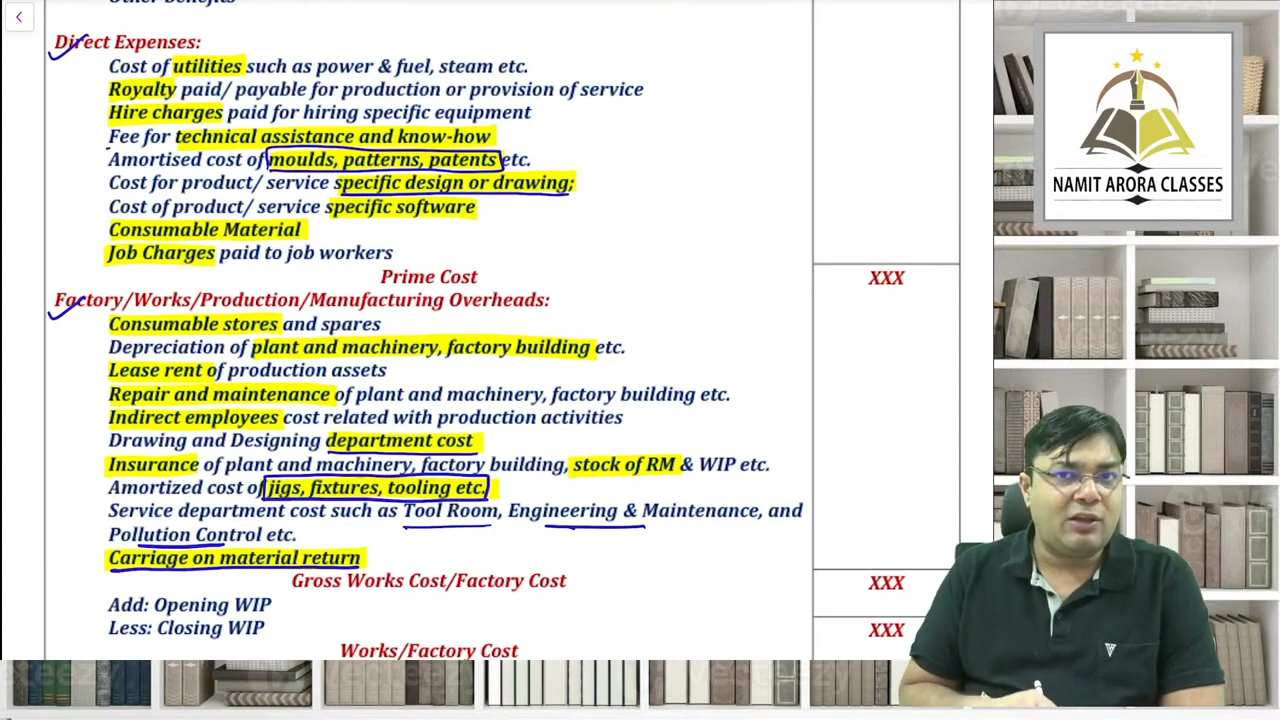 Direct Expenses:
Cost of utilities such as power & fuel, steam etc.
Royalty paid/ payable for production or provision of service
Hire charges paid for hiring specific equipment
Fee for technical assistance and know-how
Amortised cost of moulds, patterns, patents etc.
Cost for product/ service specific design or drawing;
Cost of product/ service specific software
Consumable Material
Job Charges paid to job workers
Prime Cost XXX
Factory/Works/Production/Manufacturing Overheads:
Consumable stores and spares
Depreciation of plant and machinery, factory building etc.
Lease rent of production assets
Repair and maintenance of plant and machinery, factory building etc.
Indirect employees cost related with production activities
Drawing and Designing department cost
Insurance of plant and machinery, factory building, stock of RM & WIP etc.
Amortized cost of jigs, fixtures, tooling etc.
Service department cost such as Tool Room, Engineering & Maintenance, and
Pollution Control etc.
Carriage on material return
Gross Works Cost/Factory Cost XXX
Add: Opening WIP
Less: Closing WIP XXX
Works/Factory Cost
NAMIT ARORA CLASSES